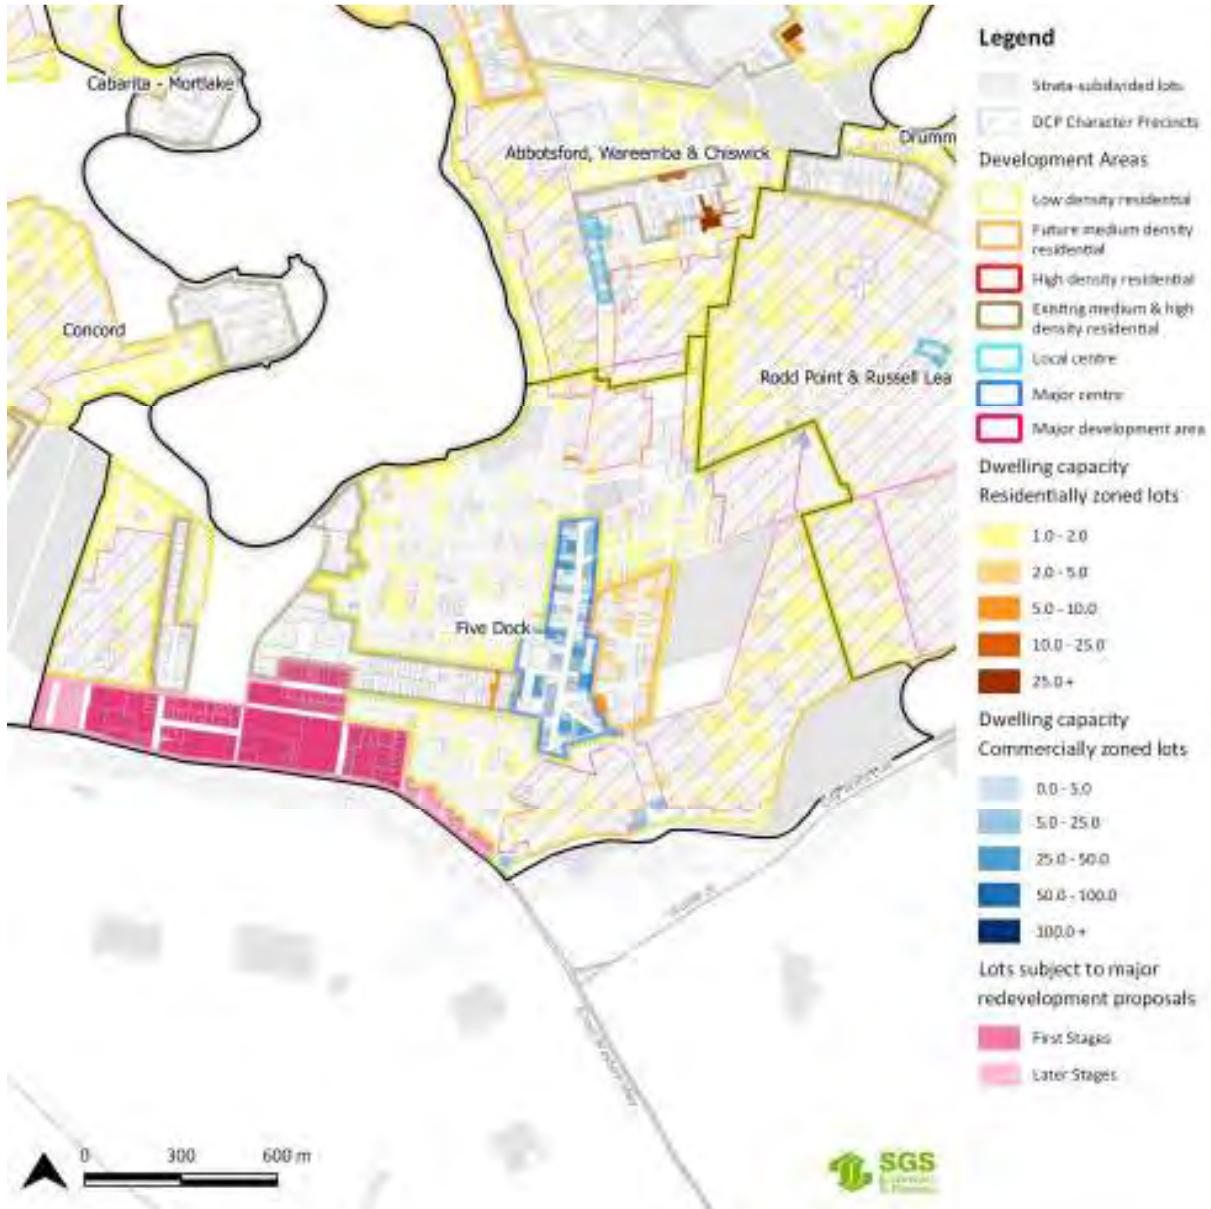 Cabarita - Mortlake
Abbotsford, Wareemba & Chiswick
Drumm
Concord
Rodd Point & Russell Lea
Five Dock
Legend
Strata-subdivided lots
DCP Character Precincts
Development Areas
Low density residential
Future medium density
residential
High density residential
Existing medium & high
density residential
Local centre
Major centre
Major development area
Dwelling capacity
Residentially zoned lots
1.0 - 2.0
2.0 - 5.0
5.0 - 10.0
10.0 - 25.0
25.0 +
Dwelling capacity
Commercially zoned lots
0.0 - 5.0
5.0 - 25.0
25.0 - 50.0
50.0 - 100.0
100.0 +
Lots subject to major
redevelopment proposals
First Stages
Later Stages
0 300 600 m
SGS